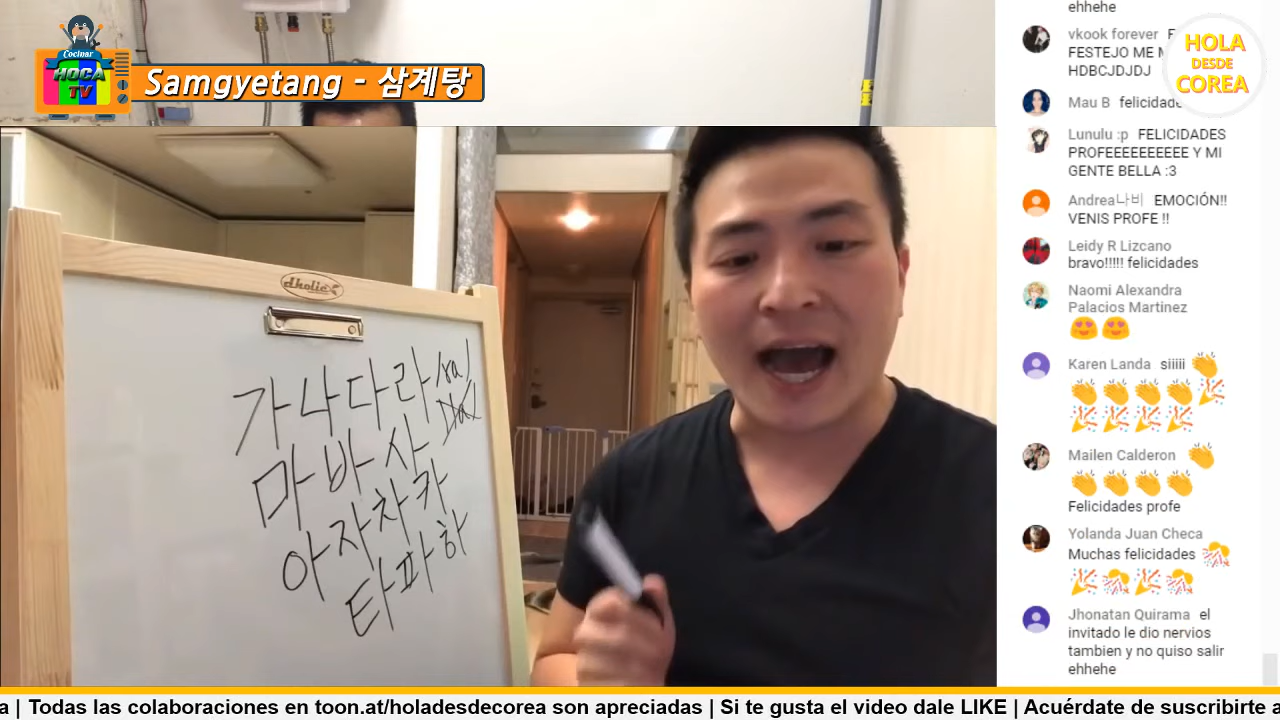 Cocinar
HOCA
TV
Samgyetang - 삼계탕
dholic
가나다라 ra/
마바사
아자차카
타파하
ehhehe
vkook forever
FESTEJO ME
HDBCJDJDJ
HOLA
DESDE
COREA
Mau B
Lunulu :p FELICIDADES
PROFEEEEEEEEEE Y MI
GENTE BELLA :3
Andrea나비 EMOCIÓN!!
VENIS PROFE !!
Leidy R Lizcano
bravo!!!!! felicidades
Naomi Alexandra
Palacios Martinez
Karen Landa siiiii
Mailen Calderon
Felicidades profe
Yolanda Juan Checa
Muchas felicidades
Jhonatan Quirama el
invitado le dio nervios
tambien y no quiso salir
ehhehe
a | Todas las colaboraciones en toon.at/holadesdecorea son apreciadas | Si te gusta el video dale LIKE | Acuérdate de suscribirte a